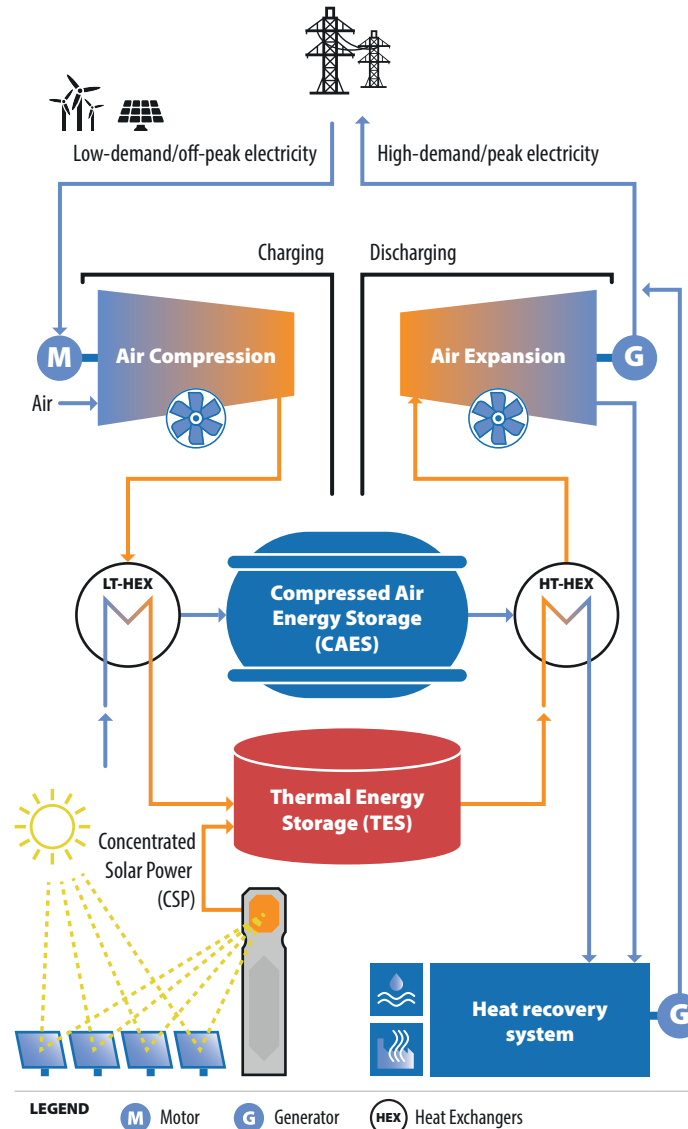 Low-demand/off-peak electricity
High-demand/peak electricity
Charging
Discharging
M
Air Compression
Air Expansion
G
Air
LT-HEX
HT-HEX
Compressed Air
Energy Storage
(CAES)
Thermal Energy
Storage (TES)
Concentrated
Solar Power
(CSP)
Heat recovery
system
G
LEGEND
M Motor
G Generator
HEX Heat Exchangers